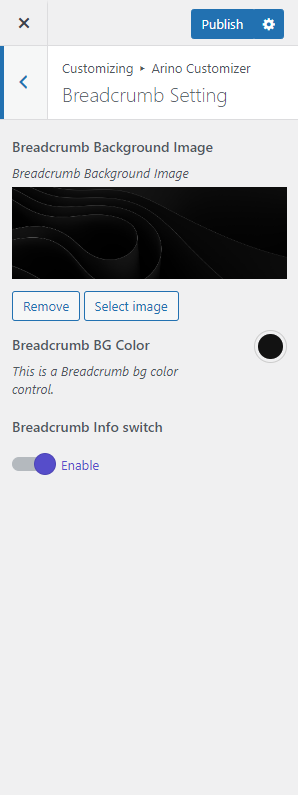 Publish
Customizing ▸ Arino Customizer
Breadcrumb Setting
Breadcrumb Background Image
Breadcrumb Background Image
Remove
Select image
Breadcrumb BG Color
This is a Breadcrumb bg color
control.
Breadcrumb Info switch
Enable